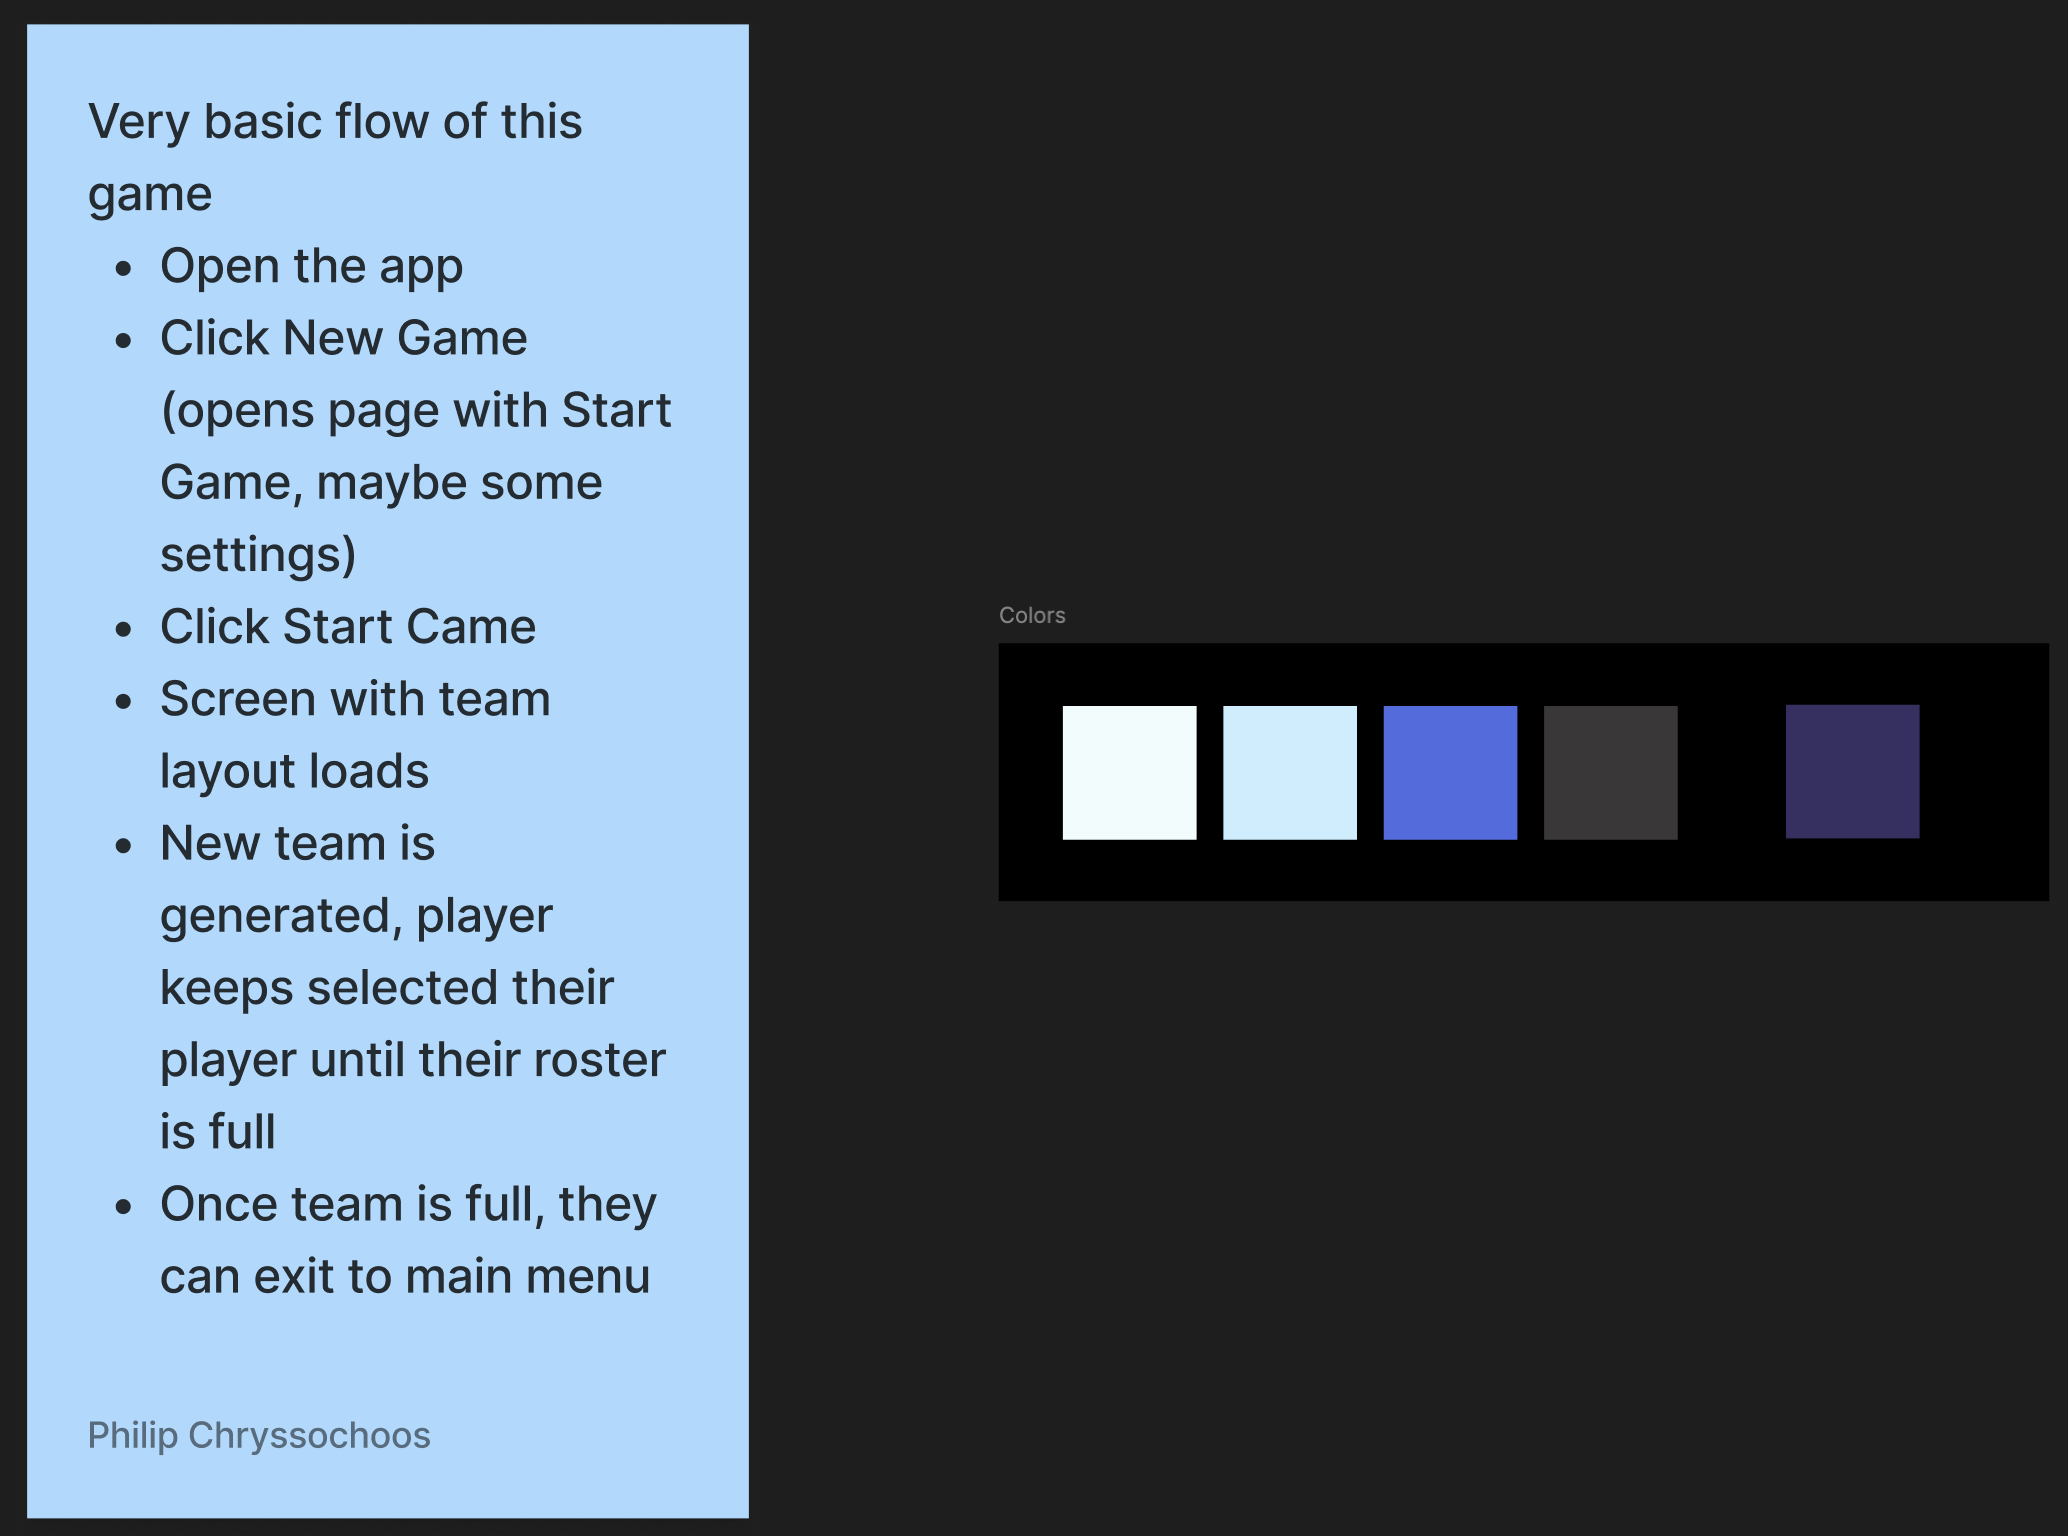 Very basic flow of this
game
• Open the app
• Click New Game
(opens page with Start
Game, maybe some
settings)
• Click Start Came
• Screen with team
layout loads
• New team is
generated, player
keeps selected their
player until their roster
is full
• Once team is full, they
can exit to main menu
Philip Chryssochoos
Colors